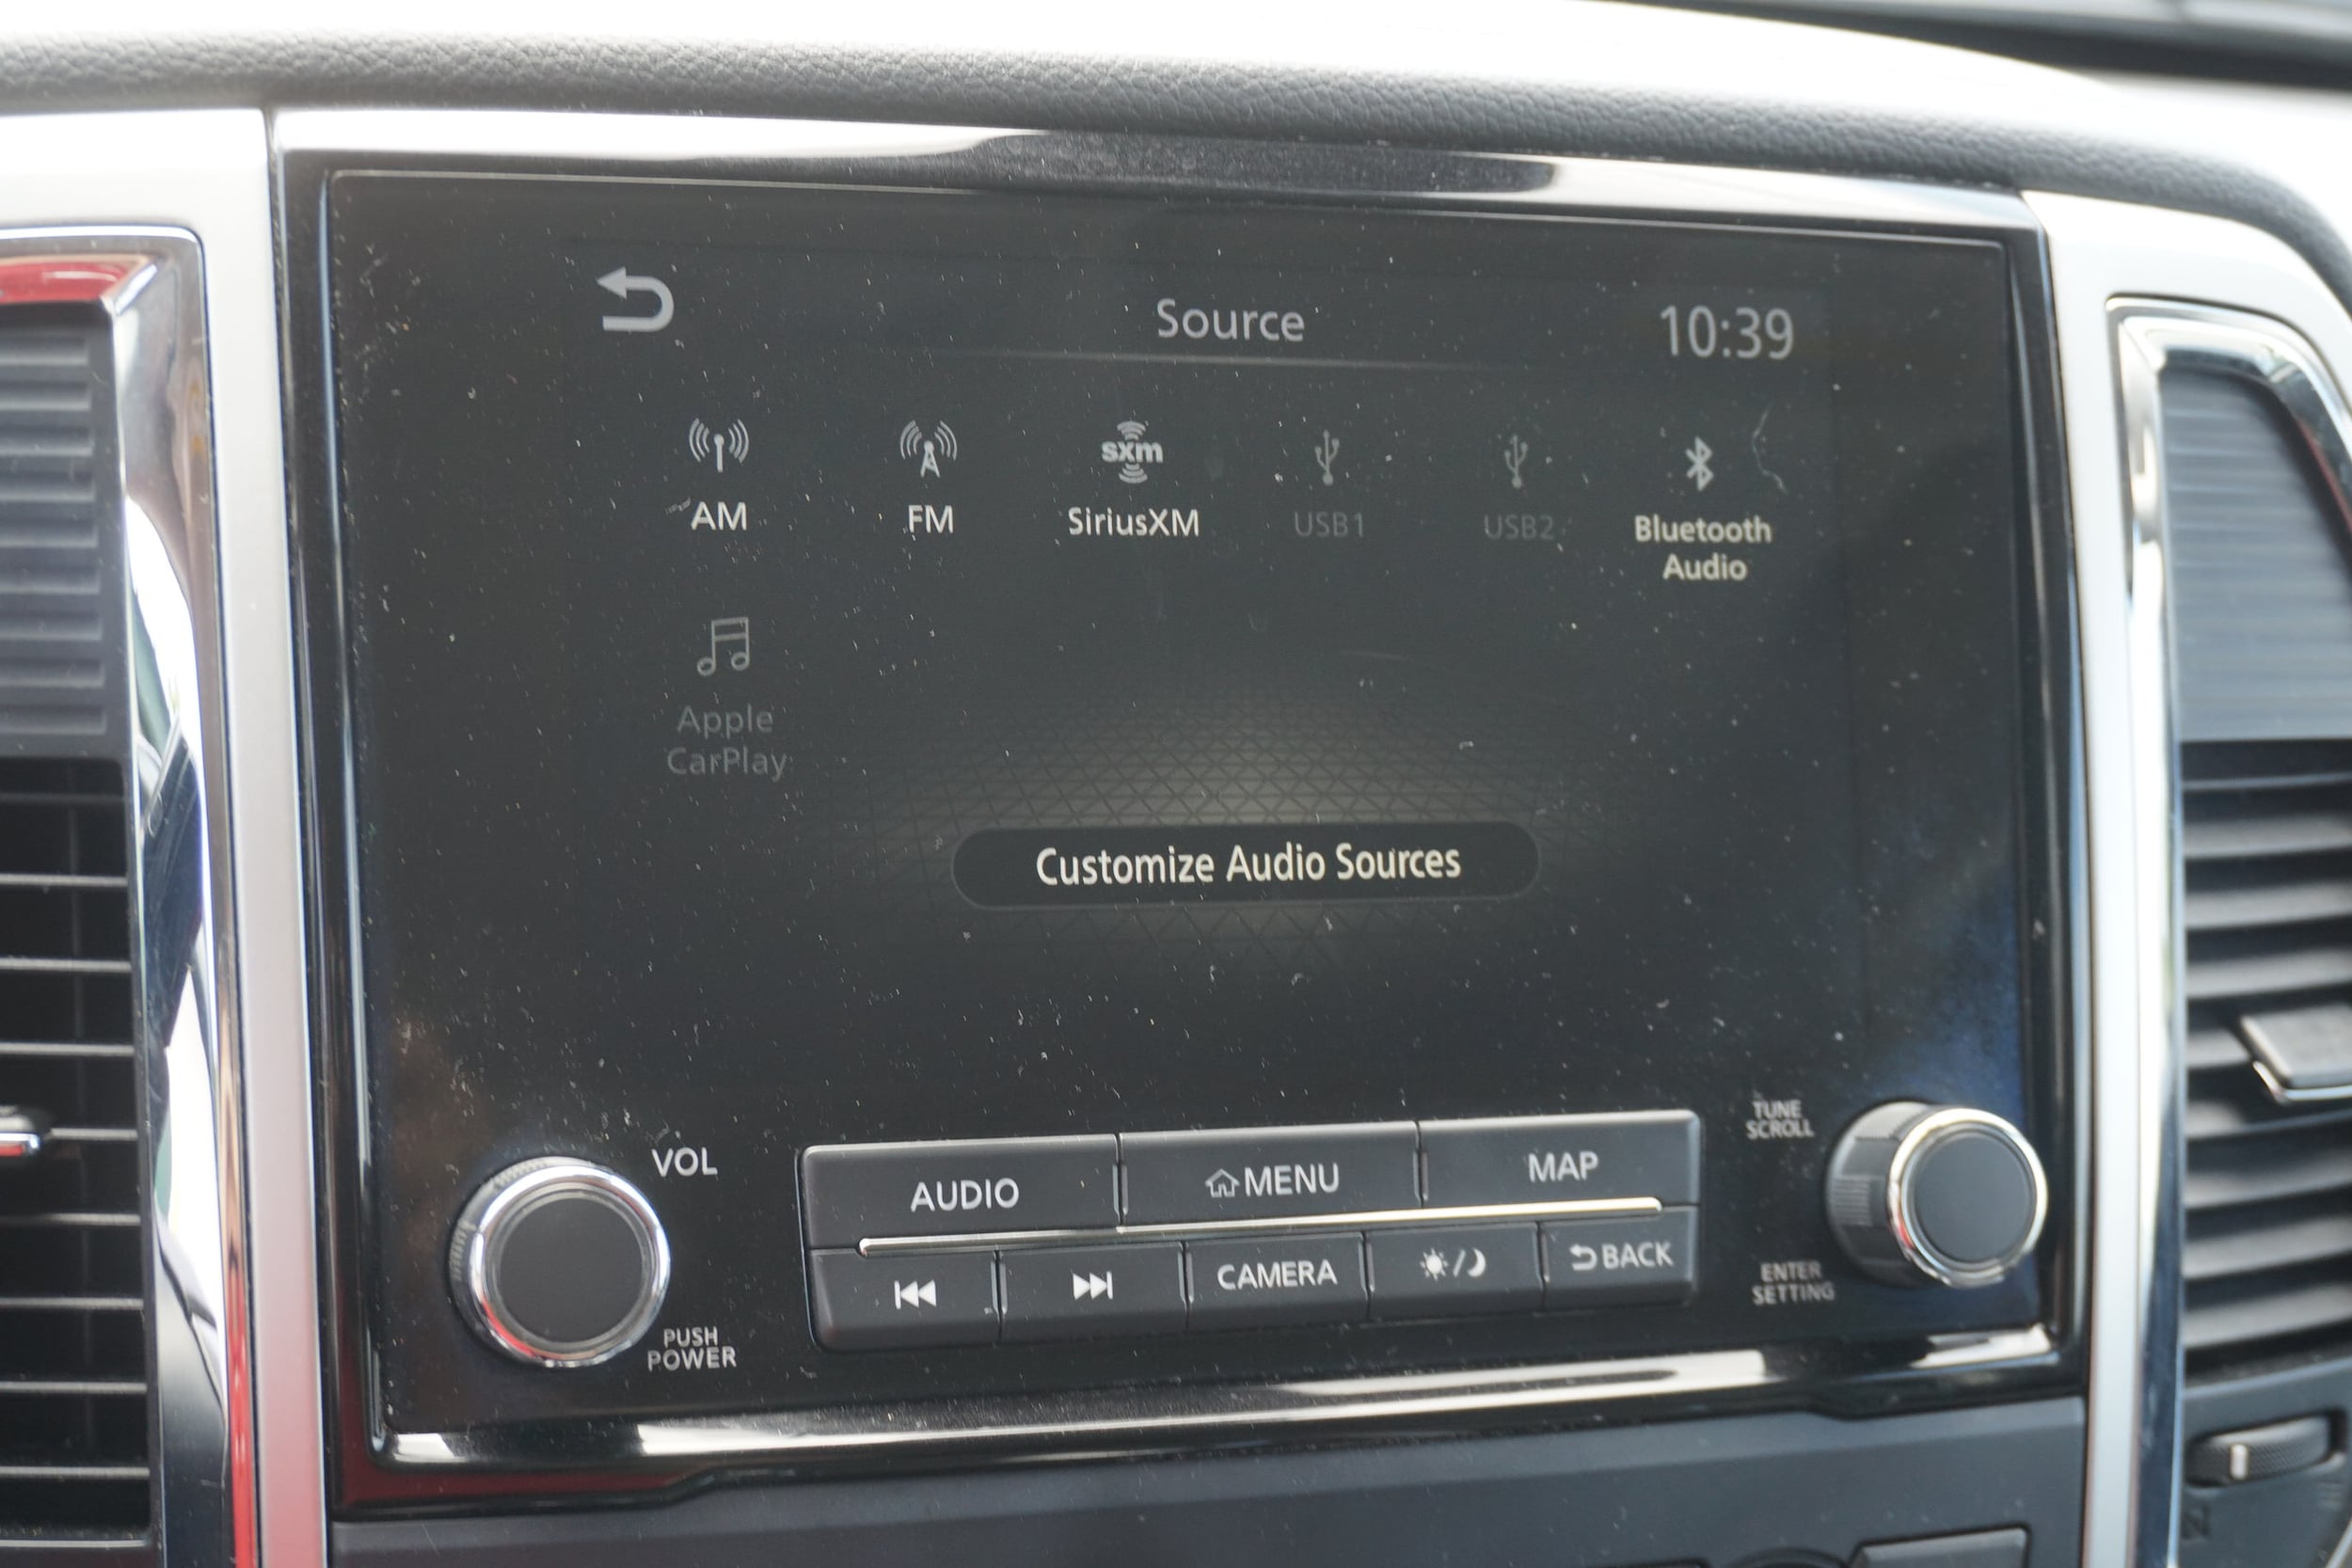 Source
10:39
AM
FM
sxm
SiriusXM
USB1
USB2
Bluetooth
Audio
Apple
CarPlay
Customize Audio Sources
VOL
PUSH
POWER
AUDIO
MENU
MAP
CAMERA
BACK
TUNE
SCROLL
ENTER
SETTING